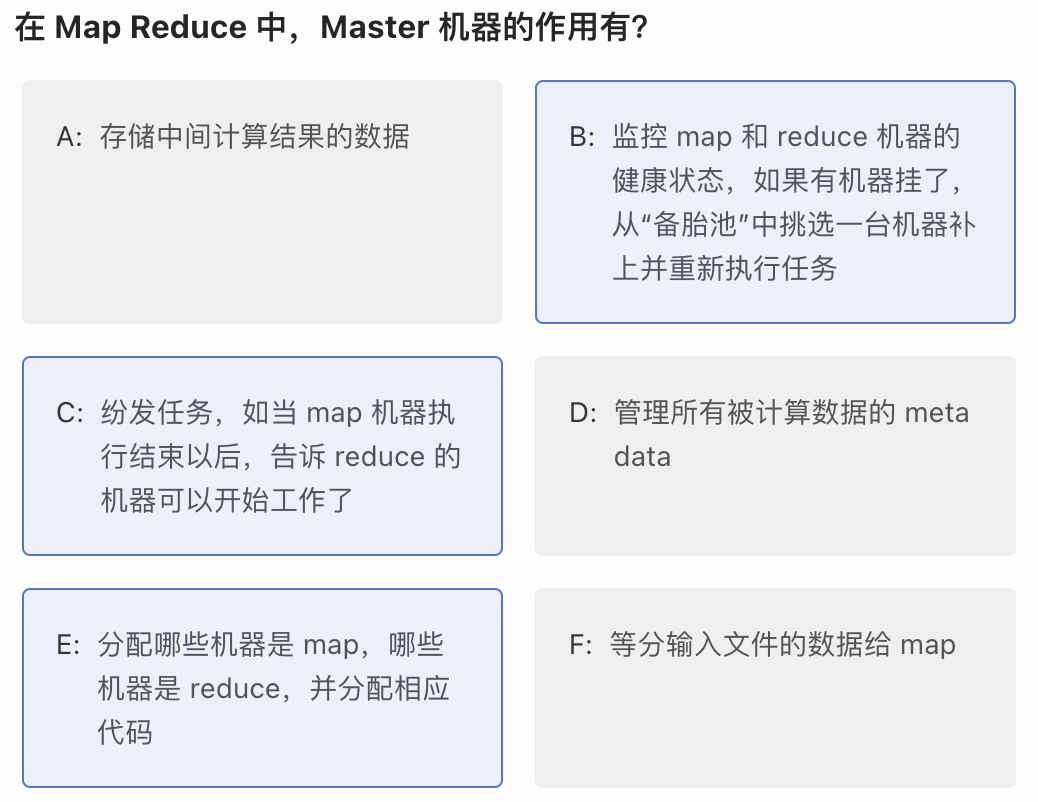 在 Map Reduce 中，Master 机器的作用有？
A: 存储中间计算结果的数据
B: 监控 map 和 reduce 机器的
健康状态，如果有机器挂了，
从“备胎池”中挑选一台机器补
上并重新执行任务
C: 纷发任务，如当 map 机器执
行结束以后，告诉 reduce 的
机器可以开始工作了
D: 管理所有被计算数据的 meta
data
E: 分配哪些机器是 map，哪些
机器是 reduce，并分配相应
代码
F: 等分输入文件的数据给 map